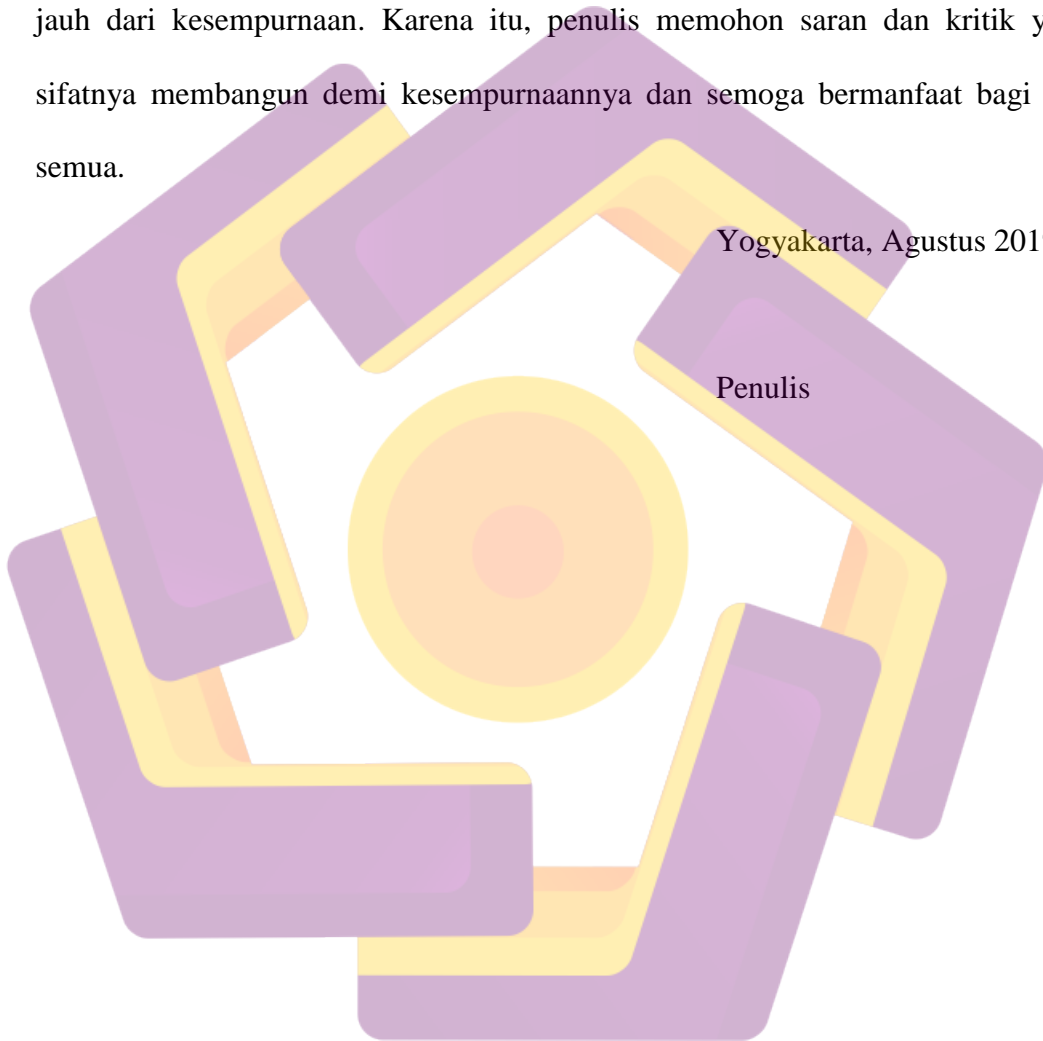 jauh dari kesempurnaan. Karena itu, penulis memohon saran dan kritik
sifatnya membangun demi kesempurnaannya dan semoga bermanfaat bagi
semua.
Yogyakarta, Agustus
Penulis